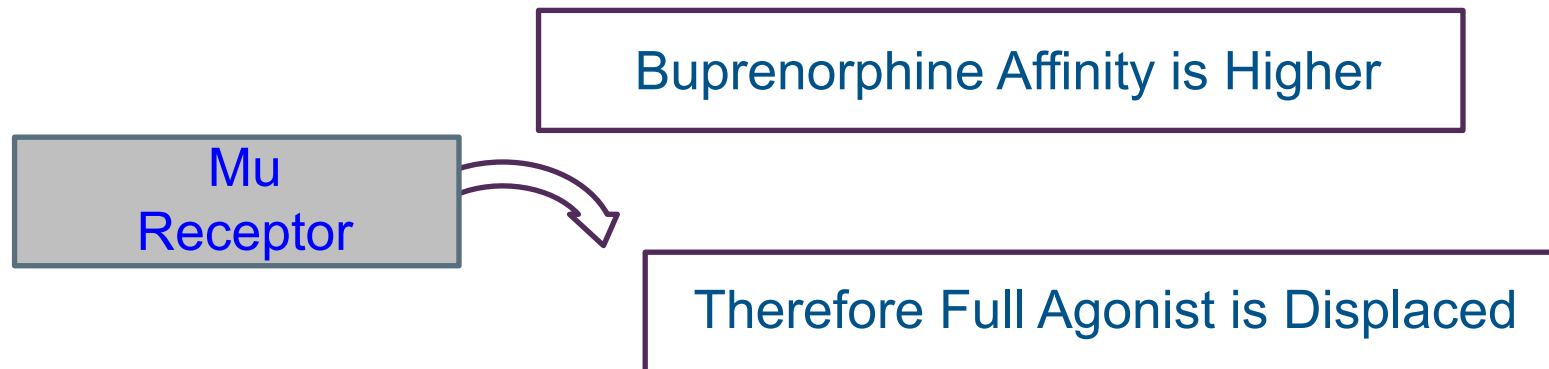 Buprenorphine Affinity is Higher
Mu
Receptor
Therefore Full Agonist is Displaced